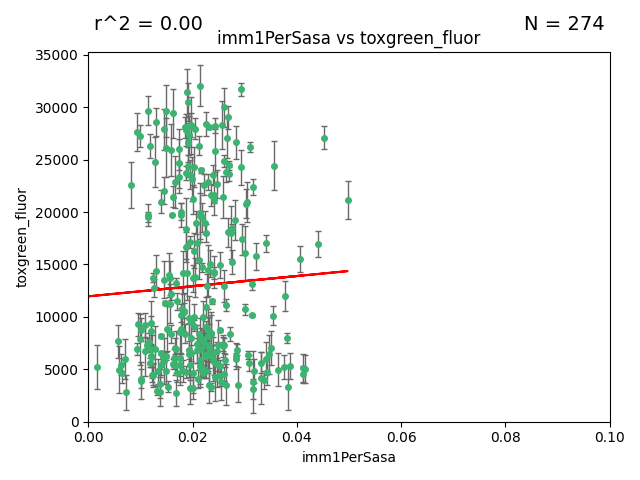 r^2 = 0.00
N = 274
imm1PerSasa vs toxgreen_fluor
35000
30000
25000
20000
15000
10000
5000
0
toxgreen_fluor
0.00
0.02
0.04
0.06
0.08
0.10
imm1PerSasa